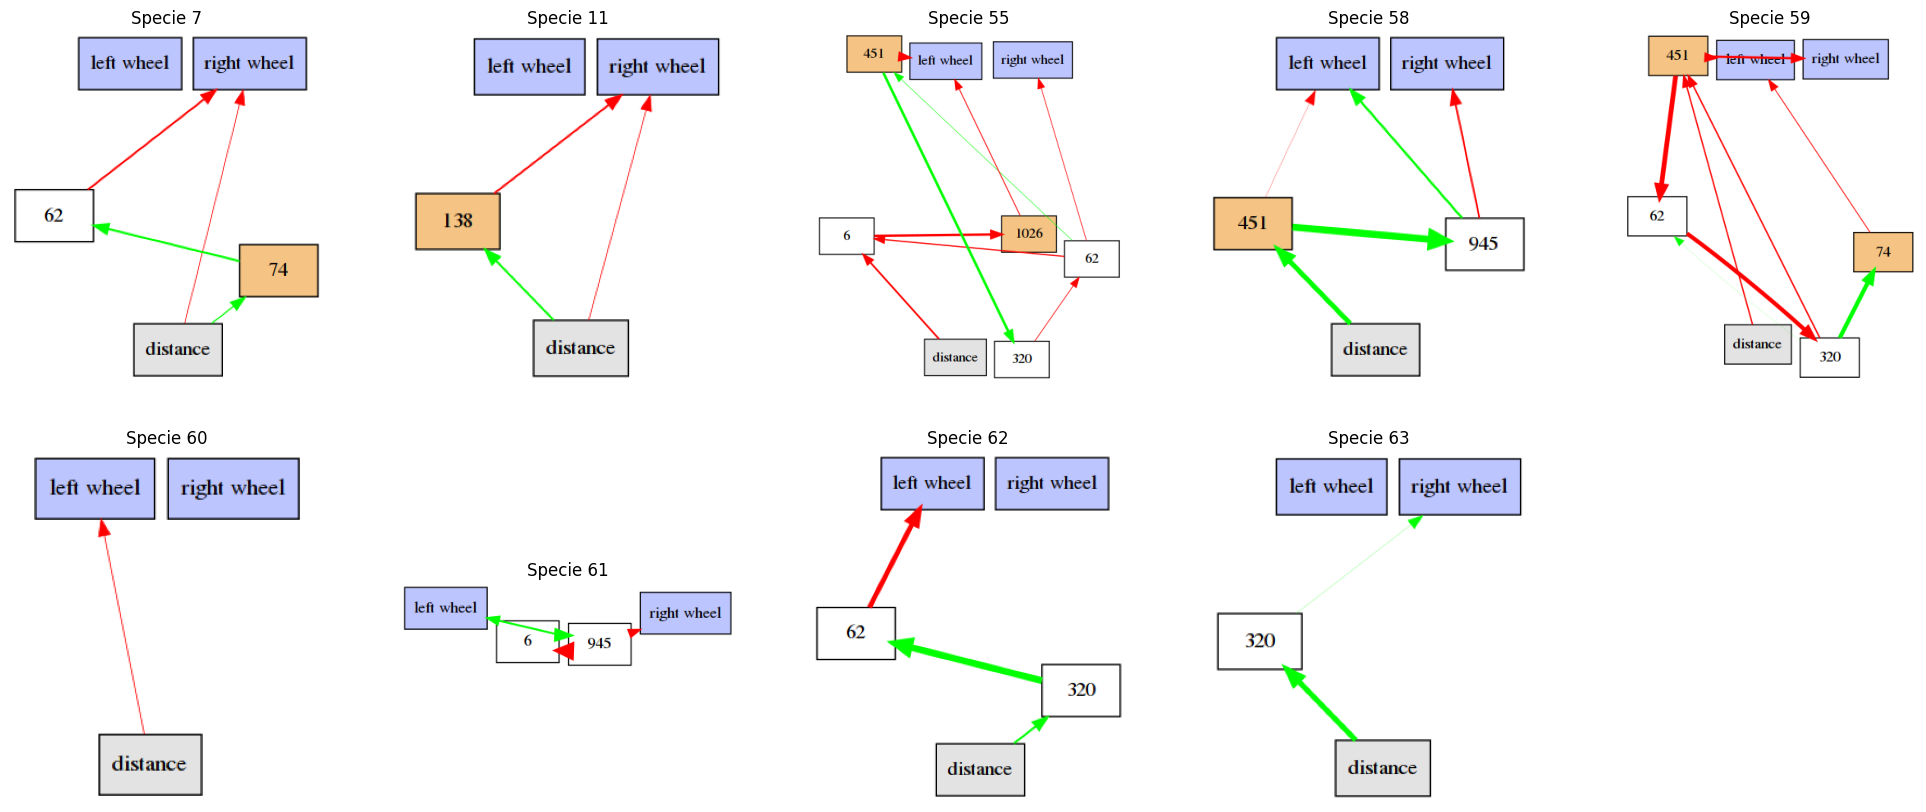 Specie 7
left wheel
right wheel
62
74
distance
Specie 11
left wheel
right wheel
138
distance
Specie 55
451
left wheel
right wheel
6
1026
62
distance
320
Specie 58
left wheel
right wheel
451
945
distance
Specie 59
451
left wheel
right wheel
62
74
distance
320
Specie 60
left wheel
right wheel
distance
Specie 61
left wheel
6
945
right wheel
Specie 62
left wheel
right wheel
62
320
distance
Specie 63
left wheel
right wheel
320
distance